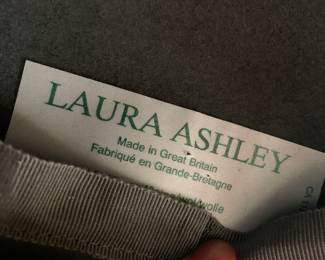 LAURA ASHLEY
Made in Great Britain
Fabriqué en Grande-Bretagne